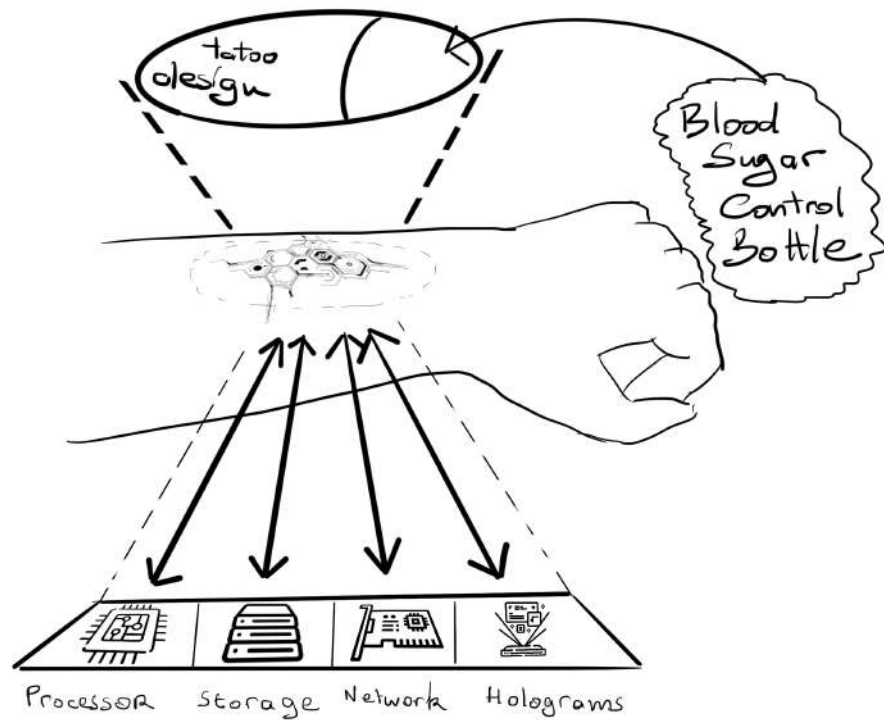 tatoo
design
Blood
Sugar
Control
Bottle
Processor Storage Network Holograms